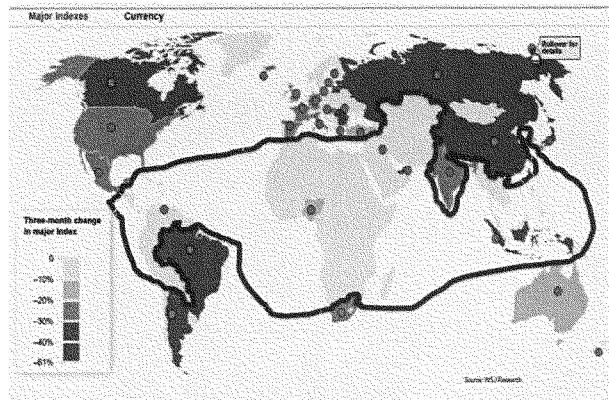 Major Indexes Currency
Rollover for
details
Three-month change
in major index
0
-10%
-20%
-30%
-40%
-61%
Source: WSJ Research